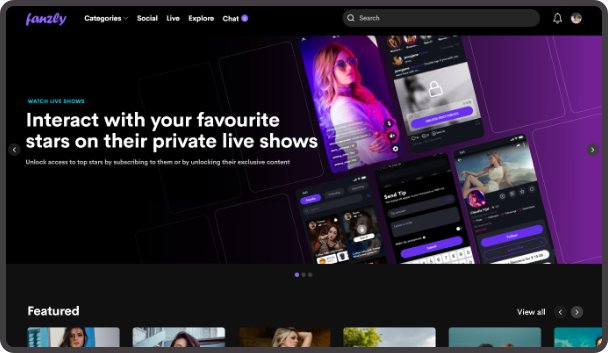 fanzly
Categories Social Live Explore Chat
Search
WATCH LIVE SHOWS
Interact with your favourite
stars on their private live shows
Unlock access to top stars by subscribing to them or by unlocking their exclusive content
Send Tip
Submit
Follow
Featured
View all